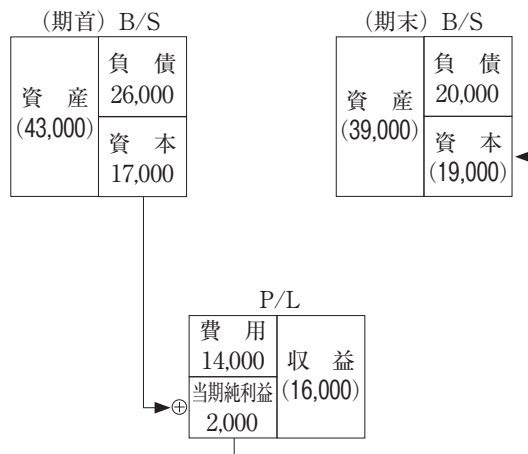 (期首) B/S
資 産
(43,000)
負 債
26,000
資 本
17,000
(期末) B/S
資 産
(39,000)
負 債
20,000
資 本
(19,000)
P/L
費 用
14,000
当期純利益
2,000
収 益
(16,000)
⊕